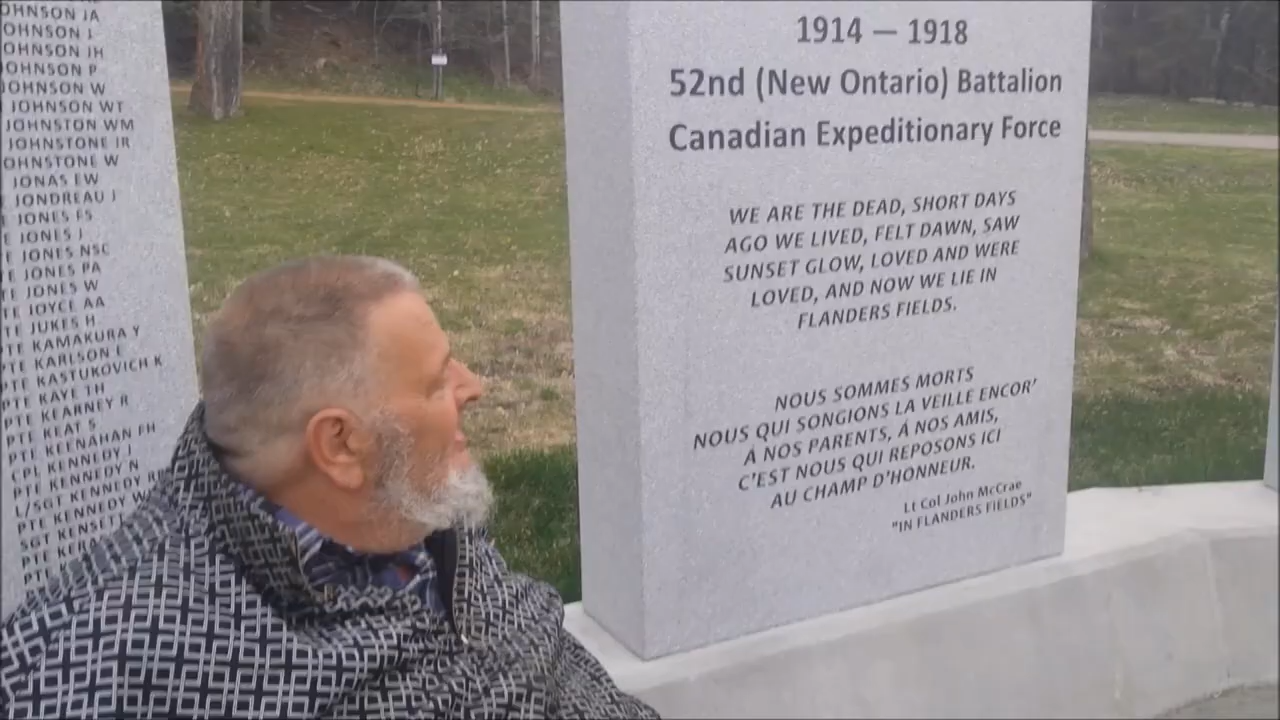 JOHNSON JA
JOHNSON J
JOHNSON JH
JOHNSON P
JOHNSON W
JOHNSON WT
JOHNSTON WM
JOHNSTONE JR
JOHNSTONE W
JONAS EW
JONDREAU J
JONES FS
JONES J
JONES NSC
JONES PA
JONES W
TE JOYCE AA
TE JUKES H
PTE KAMAKURA Y
PTE KARLSON E
PTE KASTUKOVICH K
PTE KAYE TH
PTE KEARNEY R
PTE KEAT S
PTE KEENAHAN FH
CPL KENNEDY J
PTE KENNEDY N
L/SGT KENNEDY
PTE KENNEDY W
SGT KENSETT
PTE
1914 — 1918
52nd (New Ontario) Battalion
Canadian Expeditionary Force
WE ARE THE DEAD, SHORT DAYS
AGO WE LIVED, FELT DAWN, SAW
SUNSET GLOW, LOVED AND WERE
LOVED, AND NOW WE LIE IN
FLANDERS FIELDS.
NOUS SOMMES MORTS
NOUS QUI SONGIONS LA VEILLE ENCOR'
À NOS PARENTS, À NOS AMIS,
C'EST NOUS QUI REPOSONS ICI
AU CHAMP D'HONNEUR.
Lt Col John McCrae
"IN FLANDERS FIELDS"